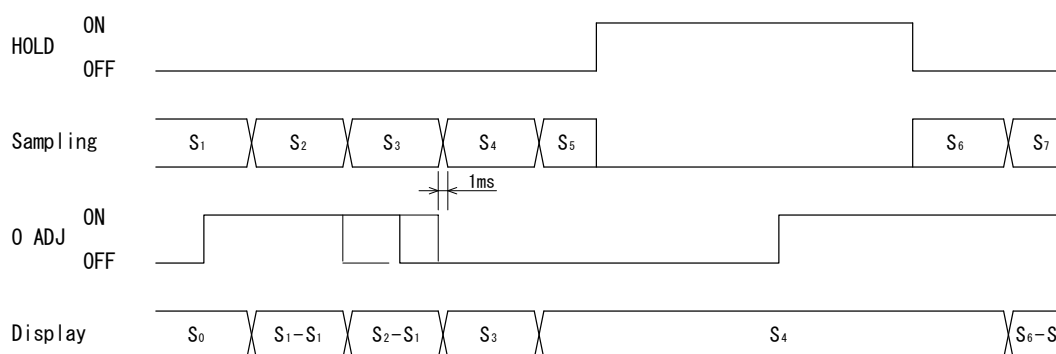 ON
HOLD
OFF
Sampling S₁ S₂ S₃ S₄ S₅ S₆ S₇
1ms
ON
0 ADJ
OFF
Display S₀ S₁-S₁ S₂-S₁ S₃ S₄ S₆-S